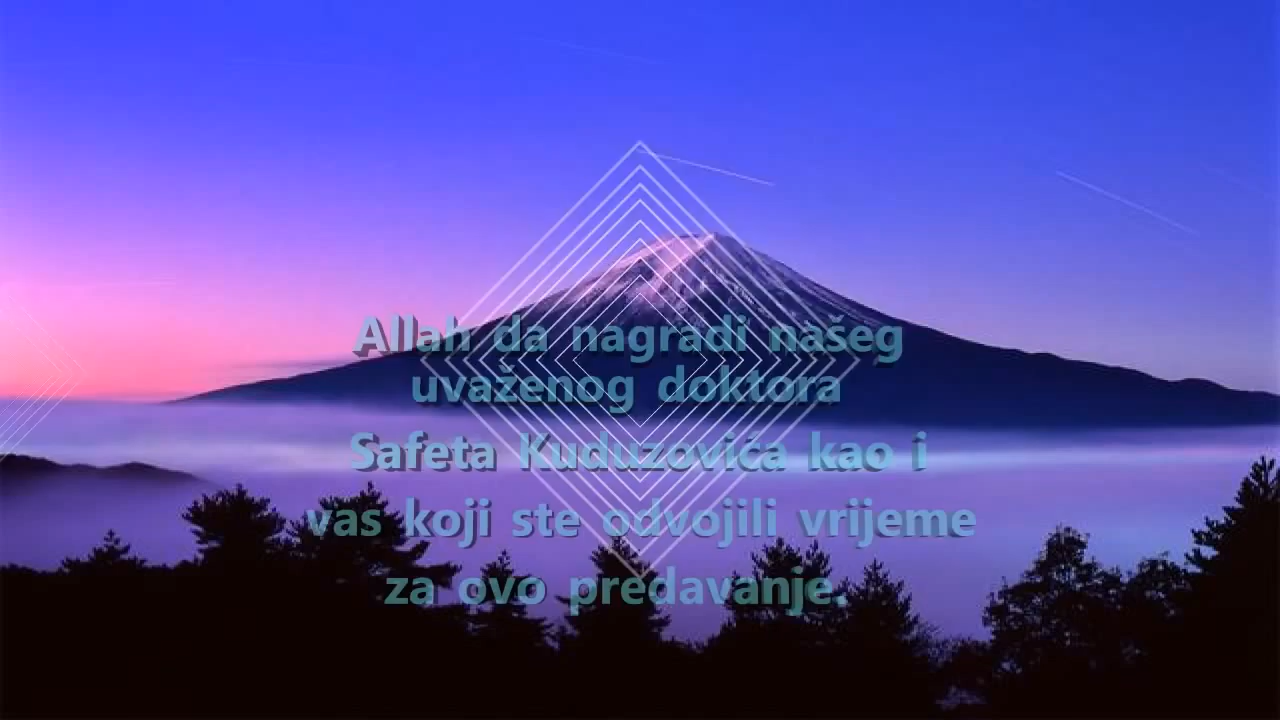 Allah da nagradi našeg
uvaženog doktora
Safeta Kuduzovića kao i
vas koji ste odvojili vrijeme
za ovo predavanje.